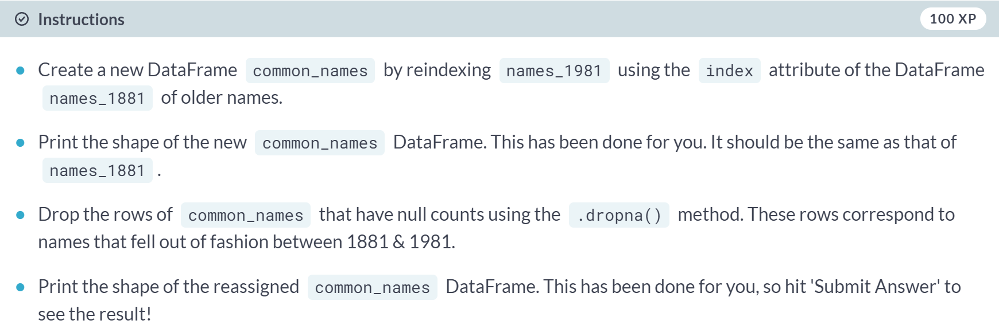 Instructions 100 XP
Create a new DataFrame common_names by reindexing names_1981 using the index attribute of the DataFrame
names_1881 of older names.
Print the shape of the new common_names DataFrame. This has been done for you. It should be the same as that of
names_1881 .
Drop the rows of common_names that have null counts using the .dropna() method. These rows correspond to
names that fell out of fashion between 1881 & 1981.
Print the shape of the reassigned common_names DataFrame. This has been done for you, so hit 'Submit Answer' to
see the result!